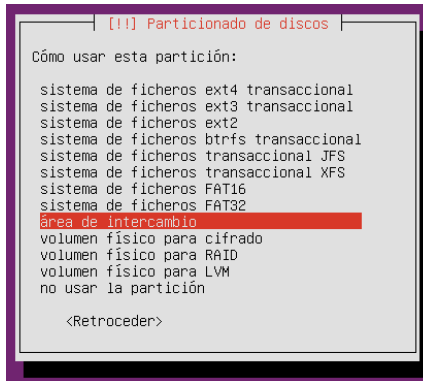 [!!] Particionado de discos
Cómo usar esta partición:
sistema de ficheros ext4 transaccional
sistema de ficheros ext3 transaccional
sistema de ficheros ext2
sistema de ficheros btrfs transaccional
sistema de ficheros transaccional JFS
sistema de ficheros transaccional XFS
sistema de ficheros FAT16
sistema de ficheros FAT32
área de intercambio
volumen físico para cifrado
volumen físico para RAID
volumen físico para LVM
no usar la partición
<Retroceder>